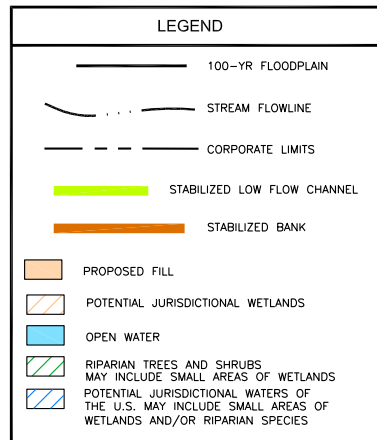 LEGEND
100-YR FLOODPLAIN
STREAM FLOWLINE
CORPORATE LIMITS
STABILIZED LOW FLOW CHANNEL
STABILIZED BANK
PROPOSED FILL
POTENTIAL JURISDICTIONAL WETLANDS
OPEN WATER
RIPARIAN TREES AND SHRUBS
MAY INCLUDE SMALL AREAS OF WETLANDS
POTENTIAL JURISDICTIONAL WATERS OF
THE U.S. MAY INCLUDE SMALL AREAS OF
WETLANDS AND/OR RIPARIAN SPECIES